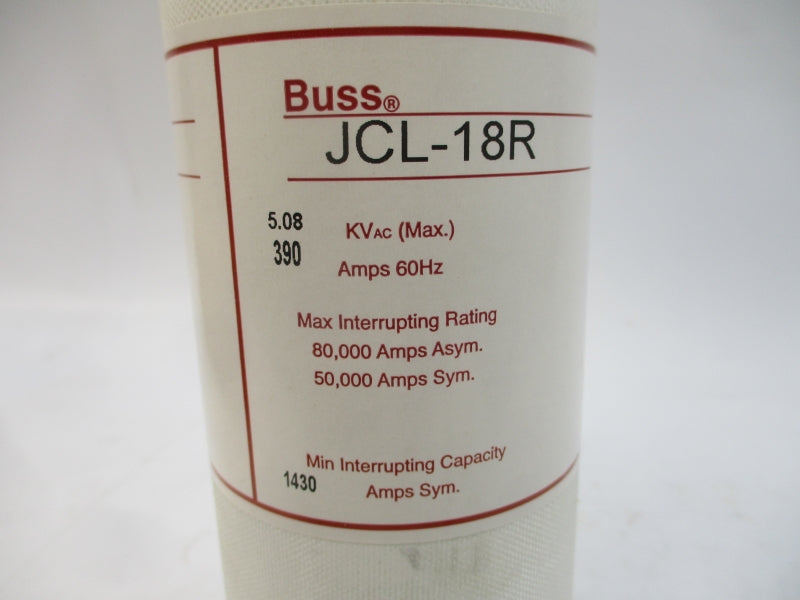 Buss®
JCL-18R
5.08 KVAC (Max.)
390 Amps 60Hz
Max Interrupting Rating
80,000 Amps Asym.
50,000 Amps Sym.
Min Interrupting Capacity
1430 Amps Sym.